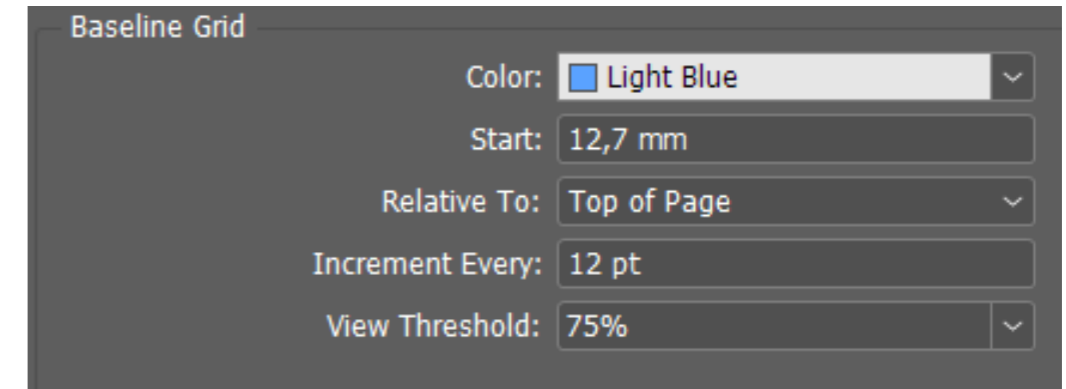 Baseline Grid
Color: Light Blue
Start: 12,7 mm
Relative To: Top of Page
Increment Every: 12 pt
View Threshold: 75%